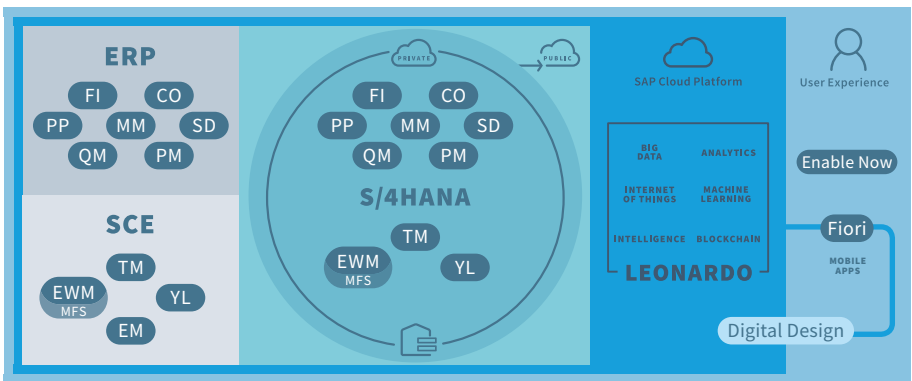 ERP
FI CO
PP MM SD
QM PM
SCE
TM
EWM
MFS
YL
EM
PRIVATE
PUBLIC
FI CO
PP MM SD
QM PM
S/4HANA
TM
EWM
MFS
YL
SAP Cloud Platform
BIG
DATA
ANALYTICS
INTERNET
OF THINGS
MACHINE
LEARNING
INTELLIGENCE
BLOCKCHAIN
LEONARDO
User Experience
Enable Now
Fiori
MOBILE
APPS
Digital Design